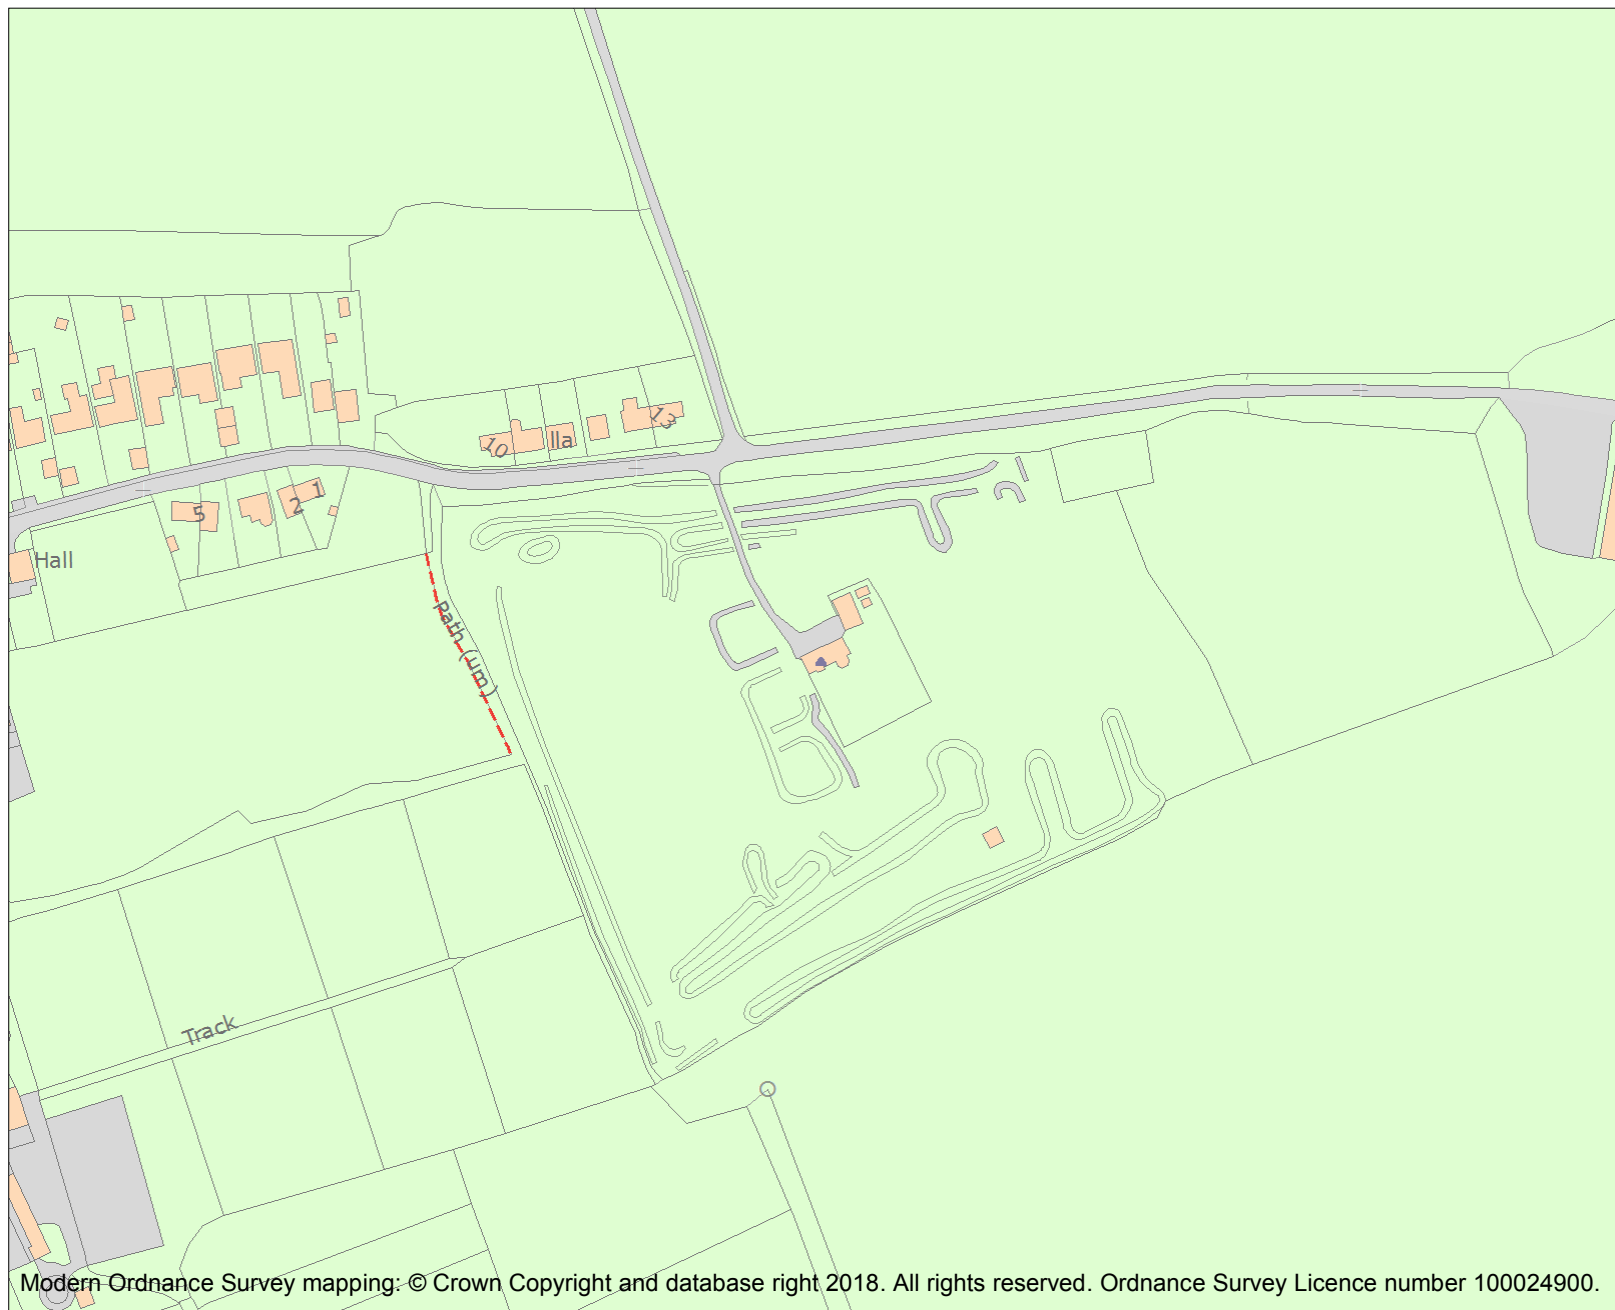 13
10
lla
1
2
5
Hall
Path (um)
Track
Modern Ordnance Survey mapping: © Crown Copyright and database right 2018. All rights reserved. Ordnance Survey Licence number 100024900.